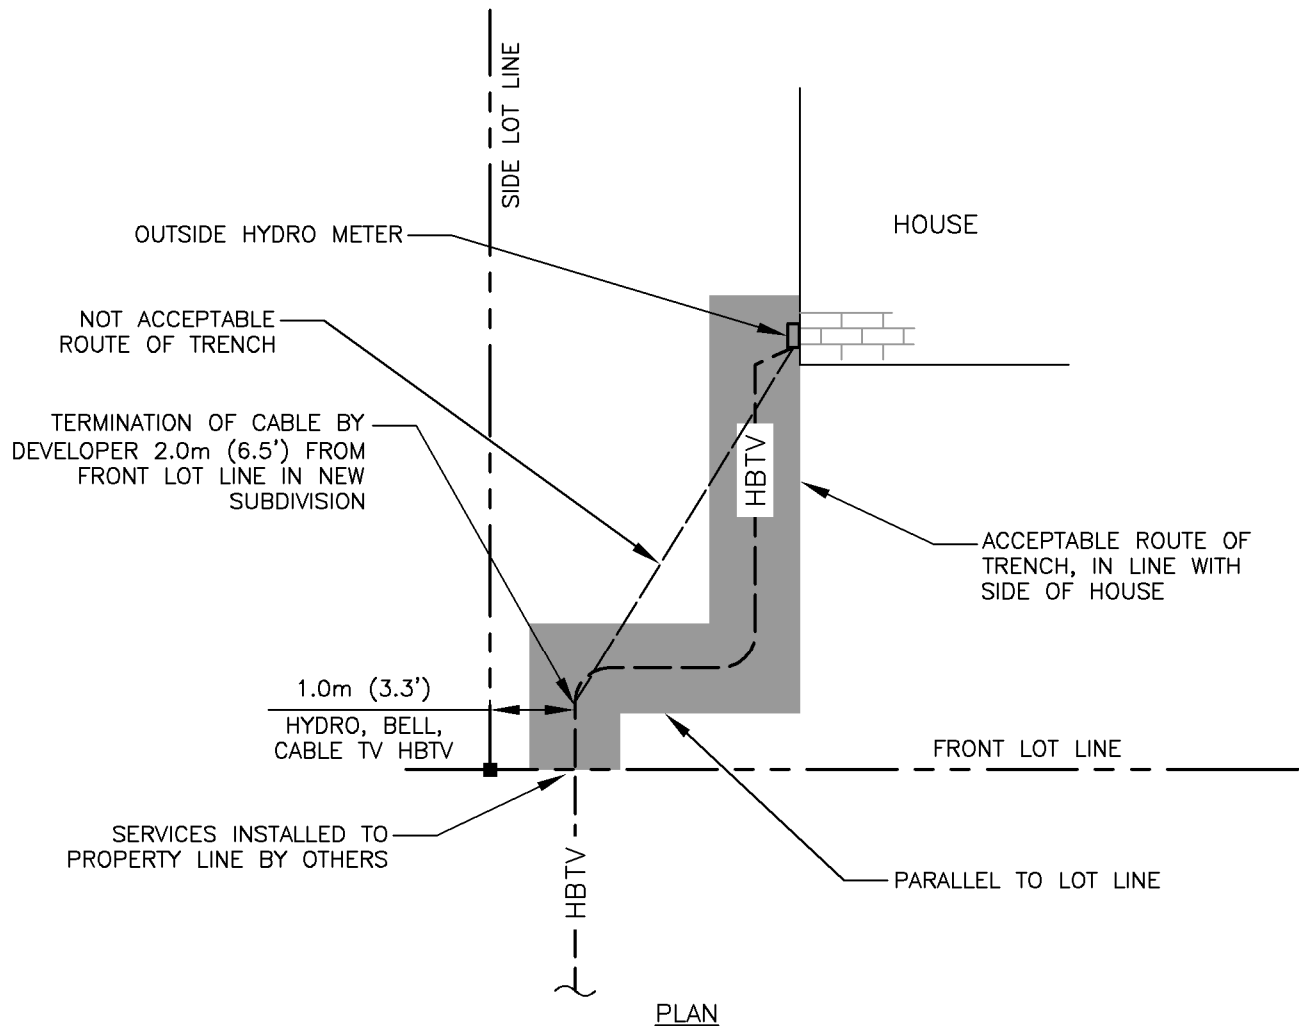 SIDE LOT LINE
OUTSIDE HYDRO METER
HOUSE
NOT ACCEPTABLE
ROUTE OF TRENCH
TERMINATION OF CABLE BY
DEVELOPER 2.0m (6.5') FROM
FRONT LOT LINE IN NEW
SUBDIVISION
HBTV
ACCEPTABLE ROUTE OF
TRENCH, IN LINE WITH
SIDE OF HOUSE
1.0m (3.3')
HYDRO, BELL,
CABLE TV HBTV
FRONT LOT LINE
SERVICES INSTALLED TO
PROPERTY LINE BY OTHERS
HBTV
PARALLEL TO LOT LINE
PLAN